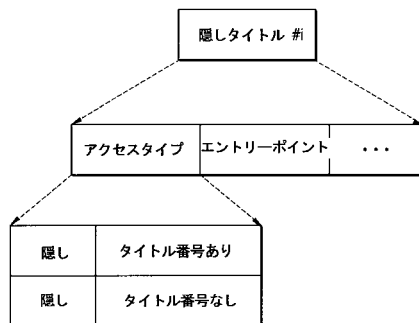 隠しタイトル #i
アクセスタイプ エントリーポイント ・・・
隠し タイトル番号あり
隠し タイトル番号なし